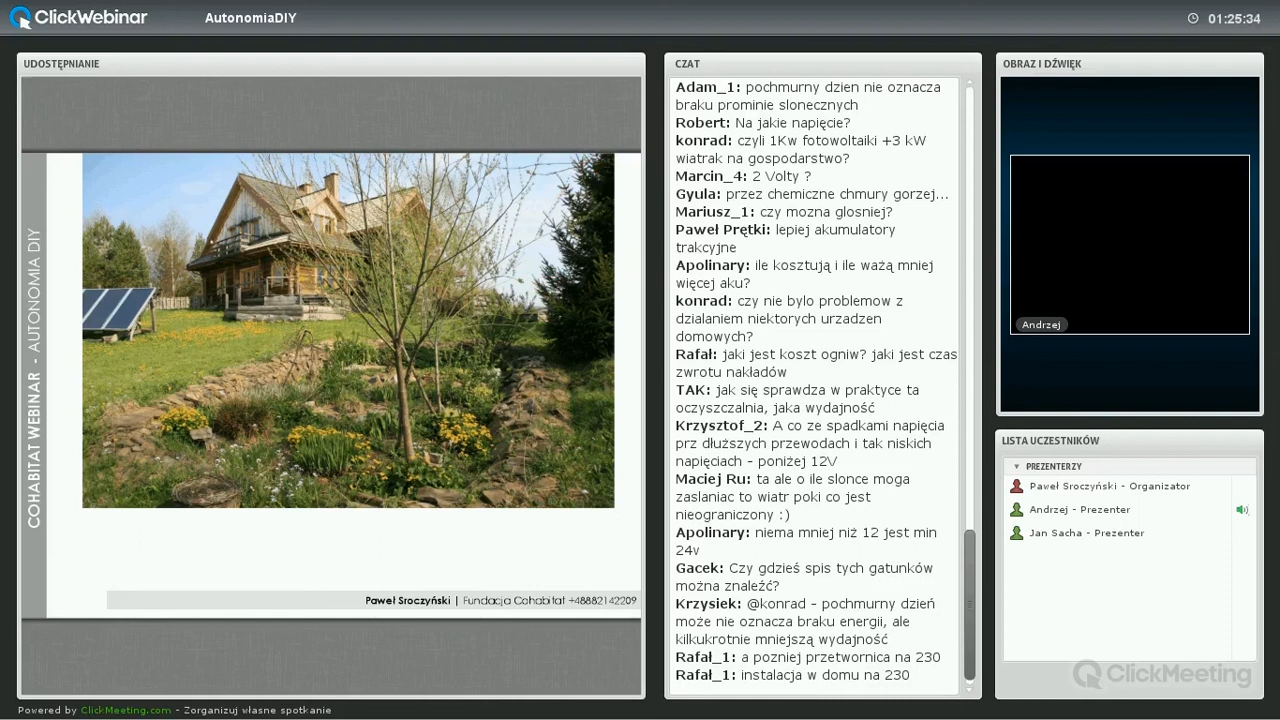 ClickWebinar
AutonomiaDIY
01:25:34
UDOSTĘPNIANIE
COHABITAT WEBINAR - AUTONOMIA DIY
Paweł Sroczyński | Fundacja Cohabitat +48882142209
CZAT
Adam_1: pochmurny dzien nie oznacza
braku prominie slonecznych
Robert: Na jakie napięcie?
konrad: czyli 1Kw fotowoltaiki +3 kW
wiatrak na gospodarstwo?
Marcin_4: 2 Volty ?
Gyula: przez chemiczne chmury gorzej...
Mariusz_1: czy mozna glosniej?
Paweł Prętki: lepiej akumulatory
trakcyjne
Apolinary: ile kosztują i ile ważą mniej
więcej aku?
konrad: czy nie bylo problemow z
dzialaniem niektorych urzadzen
domowych?
Rafał: jaki jest koszt ogniw? jaki jest czas
zwrotu nakładów
TAK: jak się sprawdza w praktyce ta
oczyszczalnia, jaka wydajność
Krzysztof_2: A co ze spadkami napięcia
prz dłuższych przewodach i tak niskich
napięciach - poniżej 12V
Maciej Ru: ta ale o ile slonce moga
zaslaniac to wiatr poki co jest
nieograniczony :)
Apolinary: niema mniej niż 12 jest min
24v
Gacek: Czy gdzieś spis tych gatunków
można znaleźć?
Krzysiek: @konrad - pochmurny dzień
może nie oznacza braku energii, ale
kilkukrotnie mniejszą wydajność
Rafał_1: a pozniej przetwornica na 230
Rafał_1: instalacja w domu na 230
OBRAZ I DŹWIĘK
Andrzej
LISTA UCZESTNIKÓW
PREZENTERZY
Paweł Sroczyński - Organizator
Andrzej - Prezenter
Jan Sacha - Prezenter
ClickMeeting
Powered by ClickMeeting.com - Zorganizuj własne spotkanie